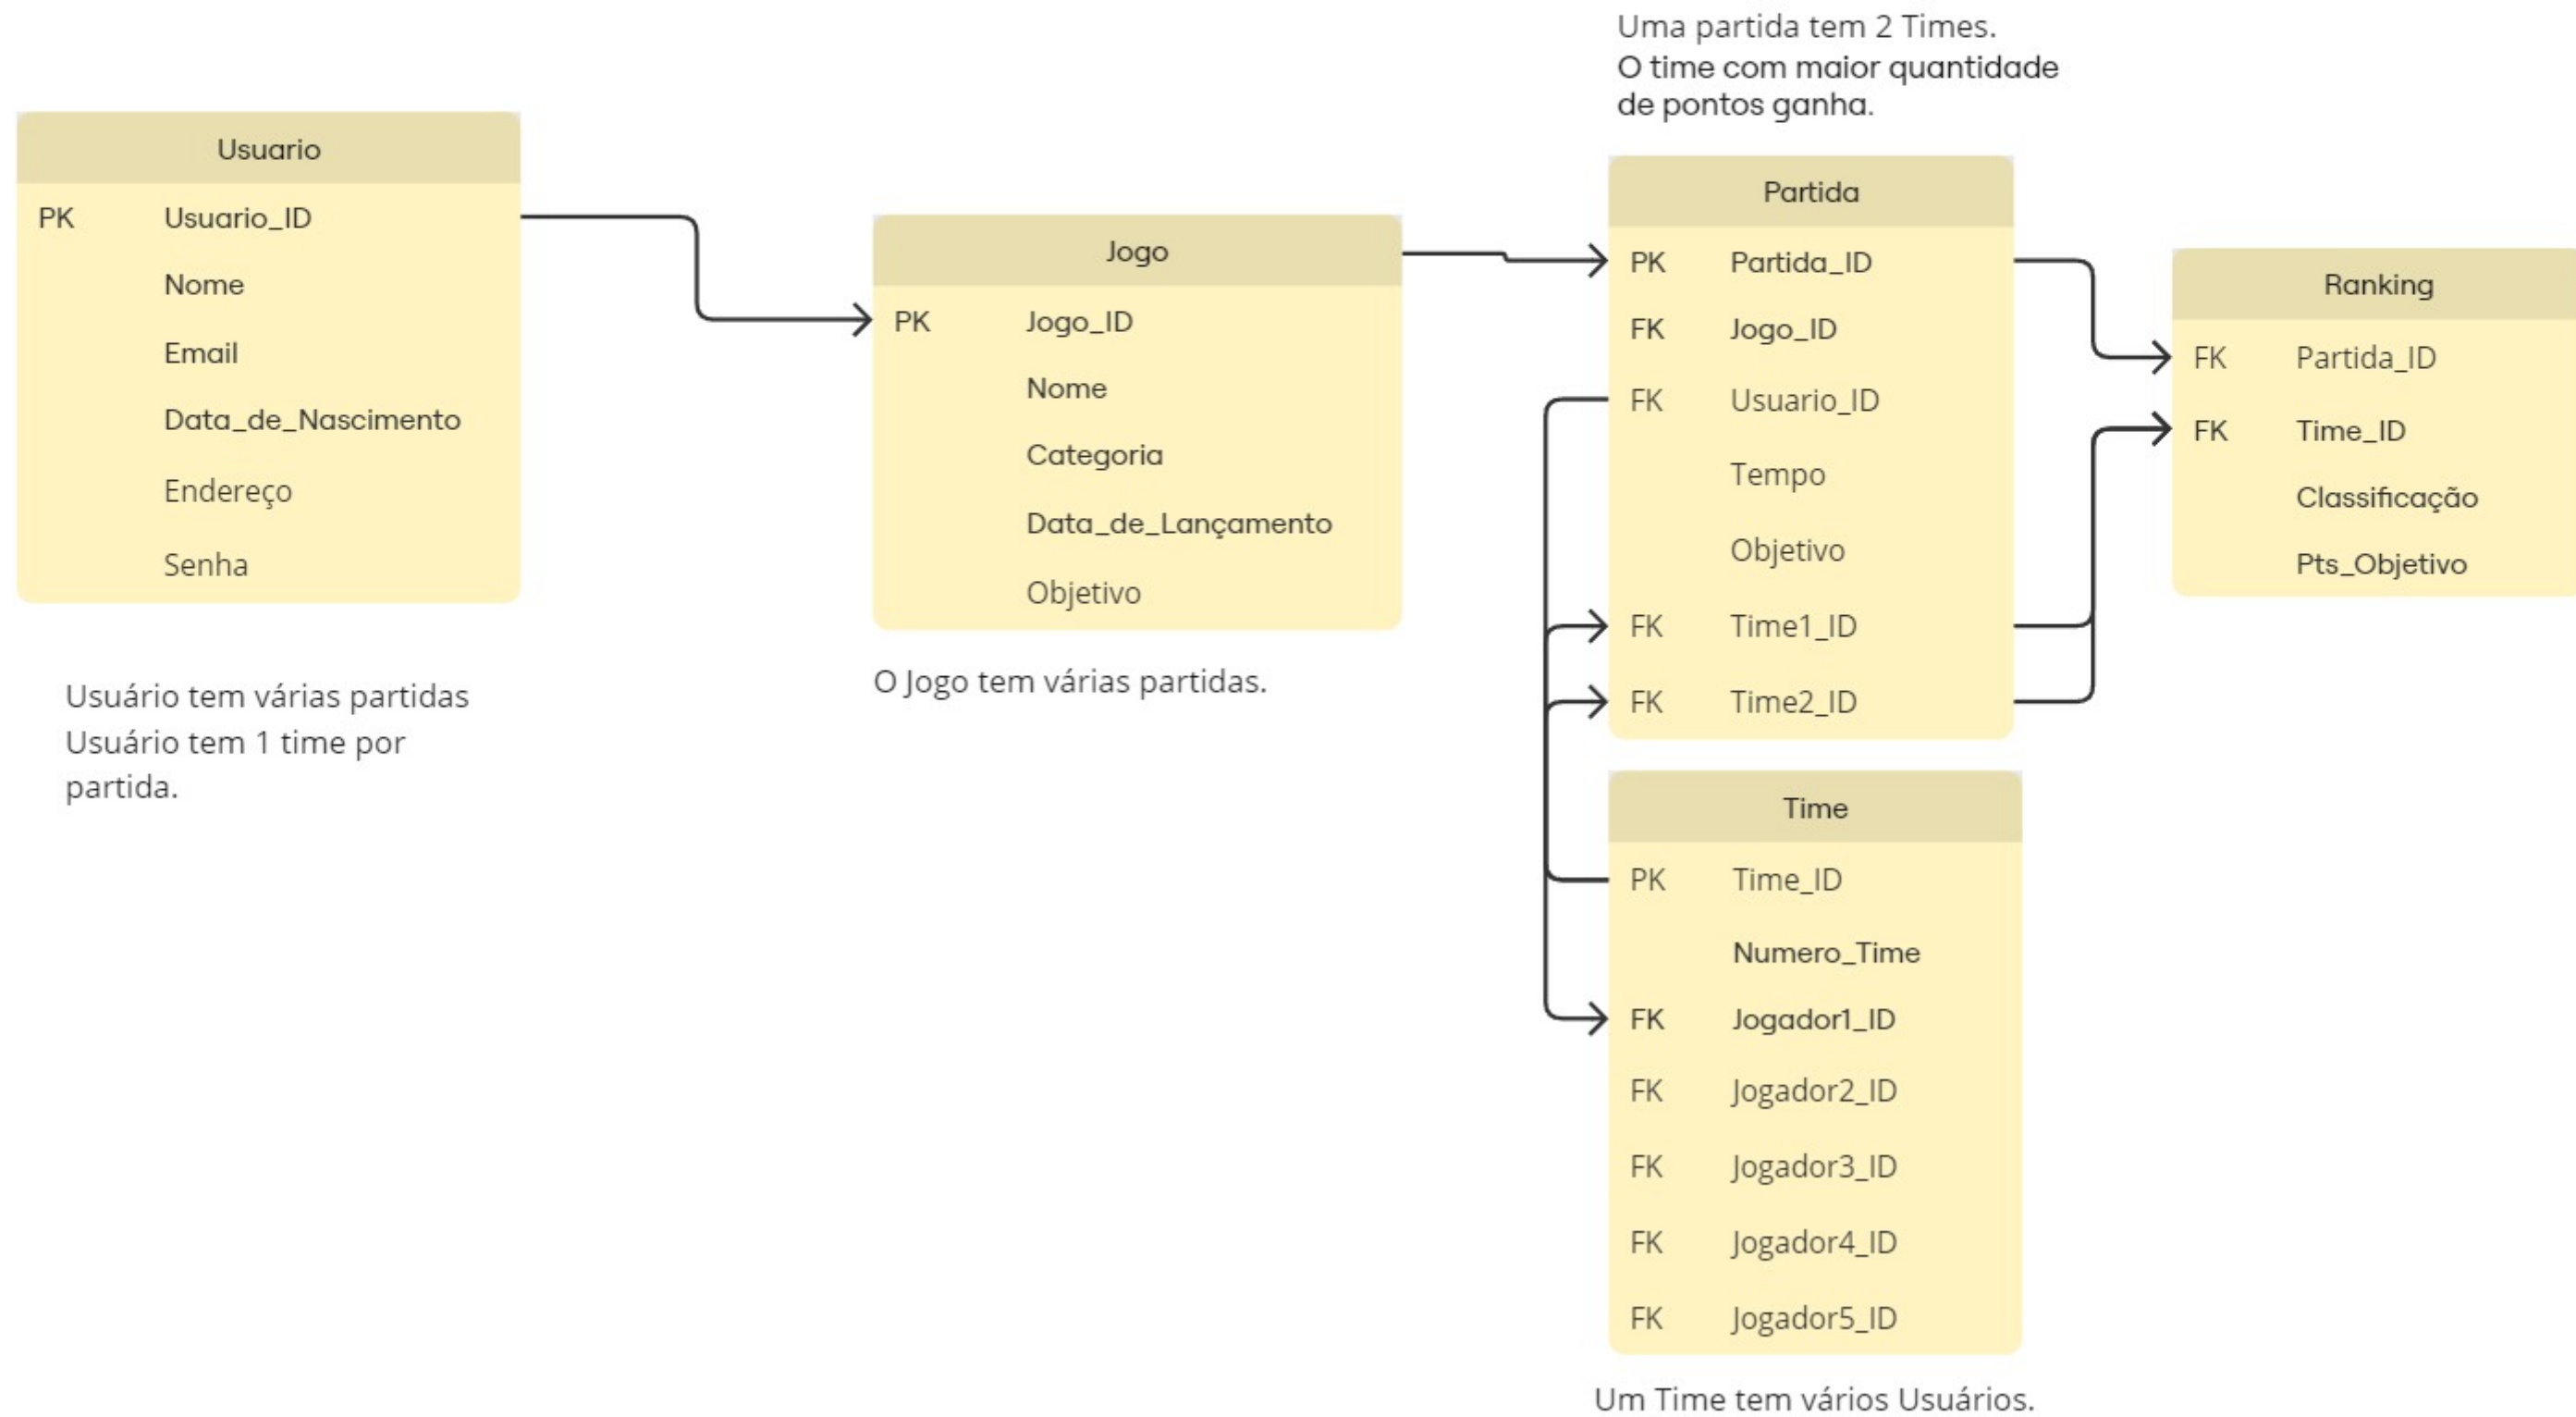 Usuario
PK Usuario_ID
Nome
Email
Data_de_Nascimento
Endereço
Senha
Usuário tem várias partidas
Usuário tem 1 time por
partida.
Jogo
PK Jogo_ID
Nome
Categoria
Data_de_Lançamento
Objetivo
O Jogo tem várias partidas.
Uma partida tem 2 Times.
O time com maior quantidade
de pontos ganha.
Partida
PK Partida_ID
FK Jogo_ID
FK Usuario_ID
Tempo
Objetivo
FK Time1_ID
FK Time2_ID
Time
PK Time_ID
Numero_Time
FK Jogador1_ID
FK Jogador2_ID
FK Jogador3_ID
FK Jogador4_ID
FK Jogador5_ID
Um Time tem vários Usuários.
Ranking
FK Partida_ID
FK Time_ID
Classificação
Pts_Objetivo